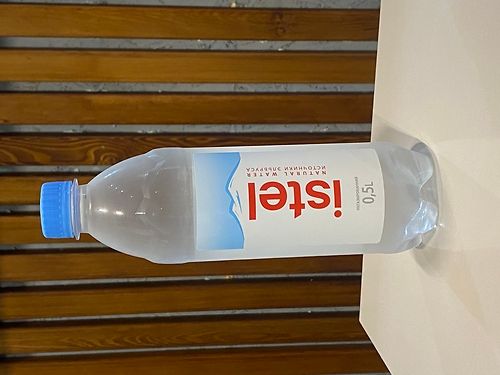 istel
NATURAL WATER
ИСТОЧНИКИ ЭЛЬБРУСА
0,5L